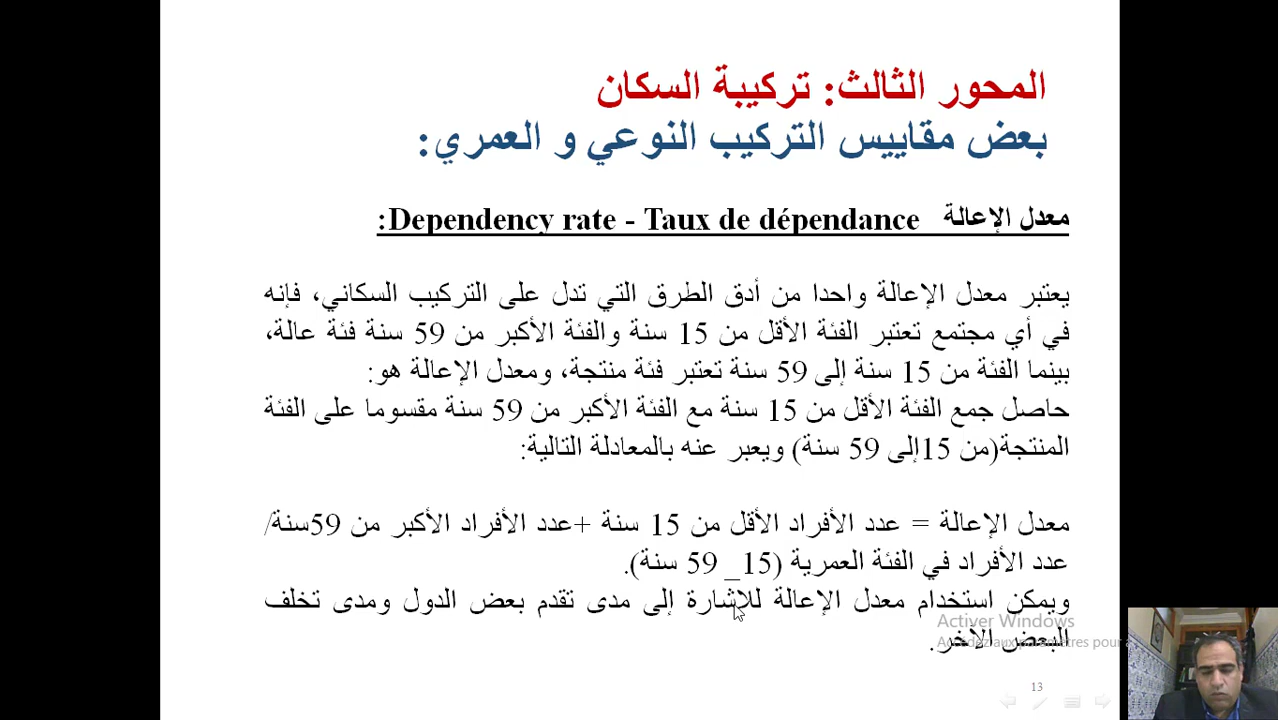 المحور الثالث: تركيبة السكان
بعض مقاييس التركيب النوعي و العمري:
معدل الإعالة Dependency rate - Taux de dépendance:
يعتبر معدل الإعالة واحدا من أدق الطرق التي تدل على التركيب السكاني، فإنه
في أي مجتمع تعتبر الفئة الأقل من 15 سنة والفئة الأكبر من 59 سنة فئة عالة،
بينما الفئة من 15 سنة إلى 59 سنة تعتبر فئة منتجة، ومعدل الإعالة هو:
حاصل جمع الفئة الأقل من 15 سنة مع الفئة الأكبر من 59 سنة مقسوما على الفئة
المنتجة(من 15إلى 59 سنة) ويعبر عنه بالمعادلة التالية:
معدل الإعالة = عدد الأفراد الأقل من 15 سنة +عدد الأفراد الأكبر من 59سنة/
عدد الأفراد في الفئة العمرية (15_ 59 سنة).
ويمكن استخدام معدل الإعالة للإشارة إلى مدى تقدم بعض الدول ومدى تخلف
البعض الاخر.
Activer Windows
Accédez aux paramètres pour
13